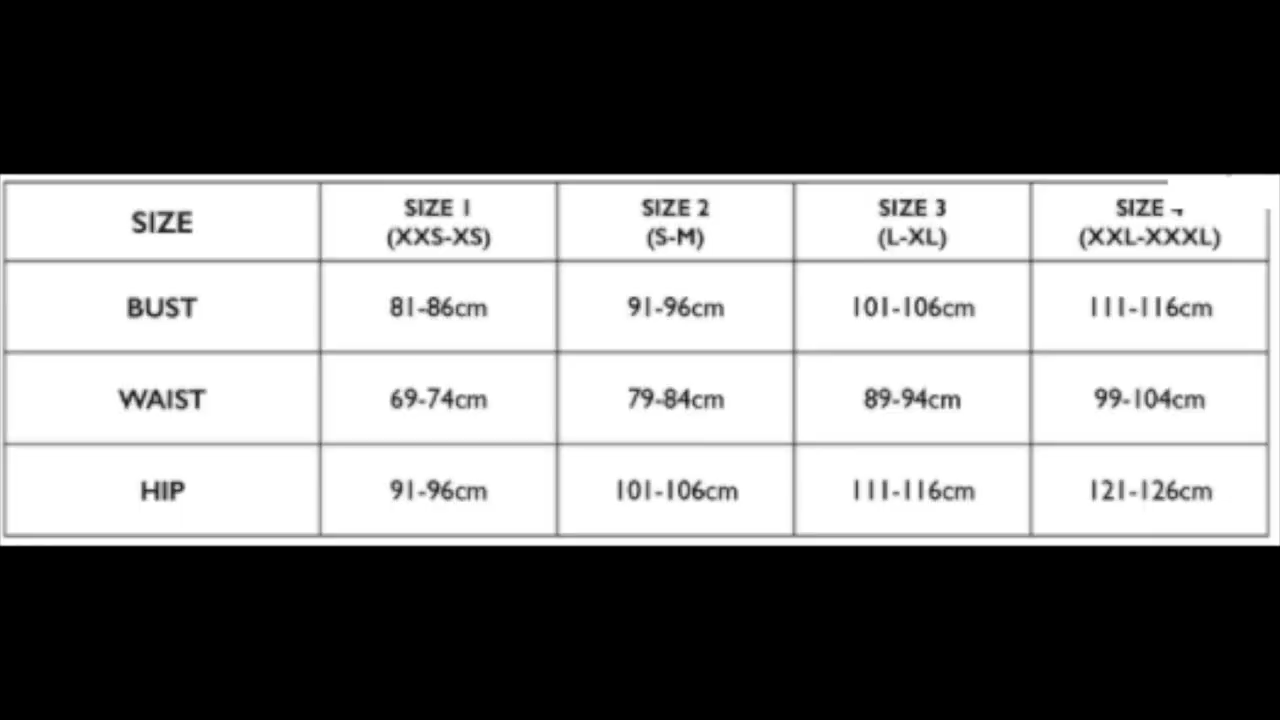 SIZE
SIZE 1
(XXS-XS)
SIZE 2
(S-M)
SIZE 3
(L-XL)
SIZE
(XXL-XXXL)
BUST
81-86cm
91-96cm
101-106cm
111-116cm
WAIST
69-74cm
79-84cm
89-94cm
99-104cm
HIP
91-96cm
101-106cm
111-116cm
121-126cm